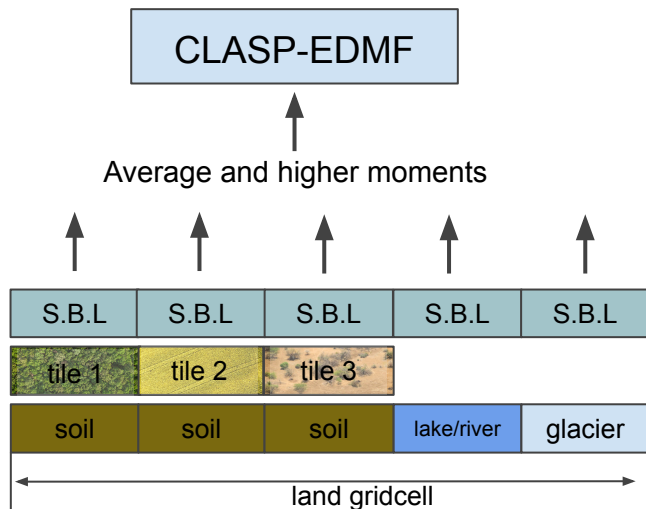 CLASP-EDMF
Average and higher moments
S.B.L S.B.L S.B.L S.B.L S.B.L
tile 1 tile 2 tile 3
soil soil soil lake/river glacier
land gridcell